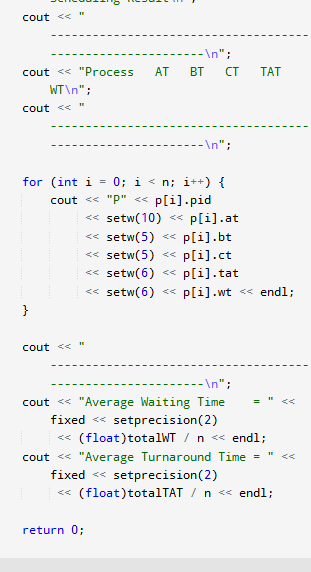 Scheduling Result\n";
cout << "
-------------------------------------
----------------------\n";
cout << "Process   AT   BT   CT   TAT
WT\n";
cout << "
-------------------------------------
----------------------\n";
for (int i = 0; i < n; i++) {
cout << "P" << p[i].pid
<< setw(10) << p[i].at
<< setw(5) << p[i].bt
<< setw(5) << p[i].ct
<< setw(6) << p[i].tat
<< setw(6) << p[i].wt << endl;
}
cout << "
-------------------------------------
----------------------\n";
cout << "Average Waiting Time    = " <<
fixed << setprecision(2)
<< (float)totalWT / n << endl;
cout << "Average Turnaround Time = " <<
fixed << setprecision(2)
<< (float)totalTAT / n << endl;
return 0;